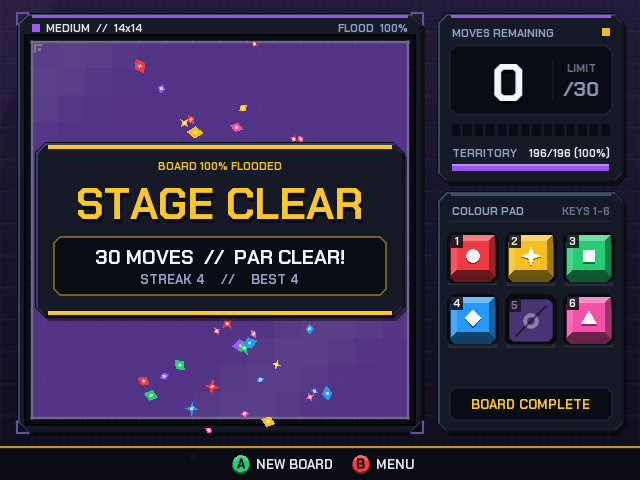 MEDIUM // 14x14
FLOOD 100%
BOARD 100% FLOODED
STAGE CLEAR
30 MOVES // PAR CLEAR!
STREAK 4 // BEST 4
MOVES REMAINING
0
LIMIT
/30
TERRITORY 196/196 (100%)
COLOUR PAD
KEYS 1-6
1 2 3
4 5 6
BOARD COMPLETE
A NEW BOARD B MENU